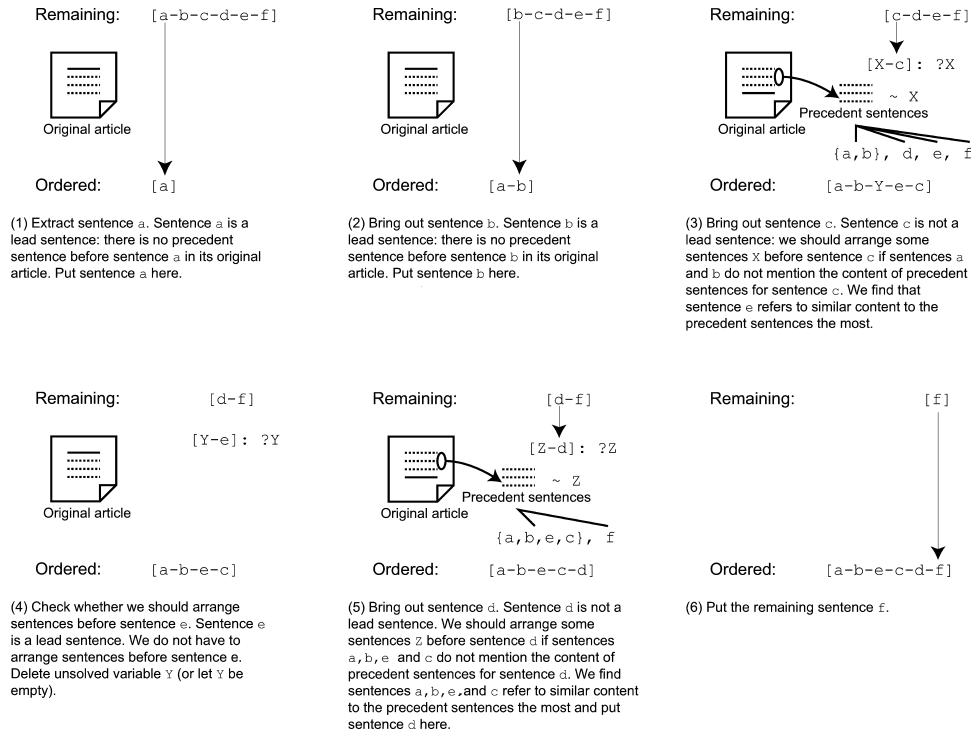 Remaining: [a-b-c-d-e-f]
Original article
Ordered: [a]
(1) Extract sentence a. Sentence a is a
lead sentence: there is no precedent
sentence before sentence a in its original
article. Put sentence a here.
Remaining: [b-c-d-e-f]
Original article
Ordered: [a-b]
(2) Bring out sentence b. Sentence b is a
lead sentence: there is no precedent
sentence before sentence b in its original
article. Put sentence b here.
Remaining: [c-d-e-f]
[X-c]: ?X
~ X
Precedent sentences
Original article
{a,b}, d, e, f
Ordered: [a-b-Y-e-c]
(3) Bring out sentence c. Sentence c is not a
lead sentence: we should arrange some
sentences X before sentence c if sentences a
and b do not mention the content of precedent
sentences for sentence c. We find that
sentence e refers to similar content to the
precedent sentences the most.
Remaining: [d-f]
[Y-e]: ?Y
Original article
Ordered: [a-b-e-c]
(4) Check whether we should arrange
sentences before sentence e. Sentence e
is a lead sentence. We do not have to
arrange sentences before sentence e.
Delete unsolved variable Y (or let Y be
empty).
Remaining: [d-f]
[Z-d]: ?Z
~ Z
Precedent sentences
Original article
{a,b,e,c}, f
Ordered: [a-b-e-c-d]
(5) Bring out sentence d. Sentence d is not a
lead sentence. We should arrange some
sentences Z before sentence d if sentences
a,b,e and c do not mention the content of
precedent sentences for sentence d. We find
sentences a,b,e,and c refer to similar content
to the precedent sentences the most and put
sentence d here.
Remaining: [f]
Ordered: [a-b-e-c-d-f]
(6) Put the remaining sentence f.